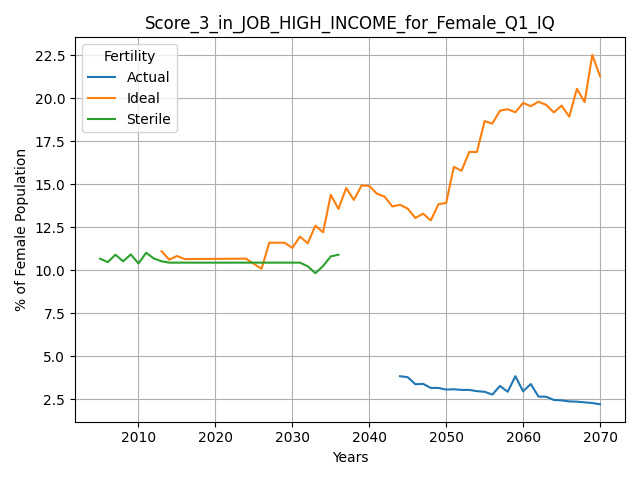 Score_3_in_JOB_HIGH_INCOME_for_Female_Q1_IQ
Fertility
Actual
Ideal
Sterile
% of Female Population
22.5
20.0
17.5
15.0
12.5
10.0
7.5
5.0
2.5
2010 2020 2030 2040 2050 2060 2070
Years